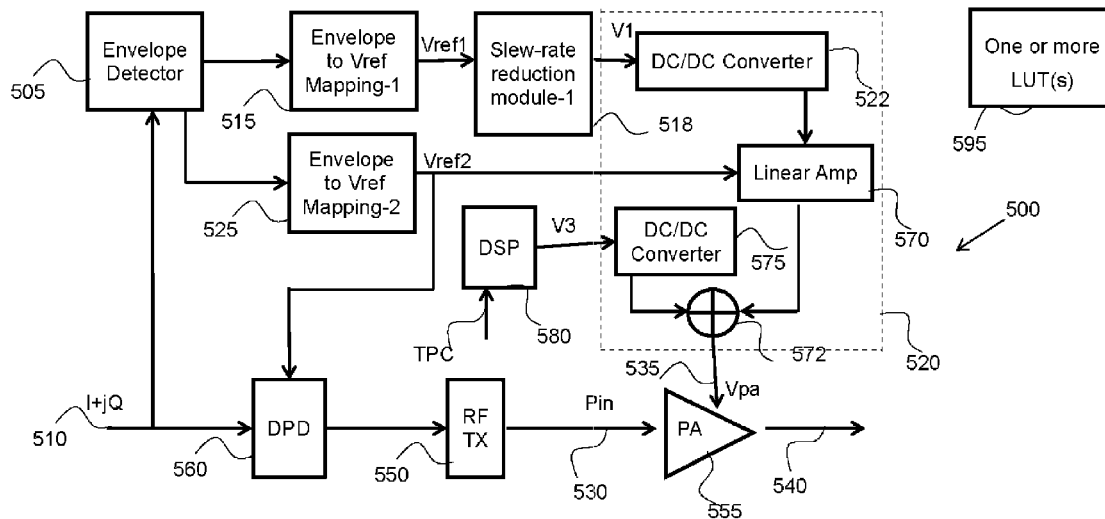 Envelope
Detector
505
Envelope
to Vref
Mapping-1
515
Vref1
Slew-rate
reduction
module-1
518
V1
DC/DC Converter
522
One or more
LUT(s)
595
Envelope
to Vref
Mapping-2
525
Vref2
Linear Amp
570
500
DSP
580
V3
DC/DC
Converter
575
TPC
572
520
535
Vpa
I+jQ
510
DPD
560
RF
TX
550
Pin
530
PA
555
540